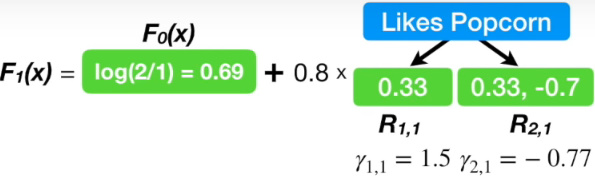 Likes Popcorn
F₀(x)
F₁(x) = log(2/1) = 0.69 + 0.8 x 0.33 0.33, -0.7
R₁,₁ R₂,₁
γ₁,₁ = 1.5 γ₂,₁ = − 0.77